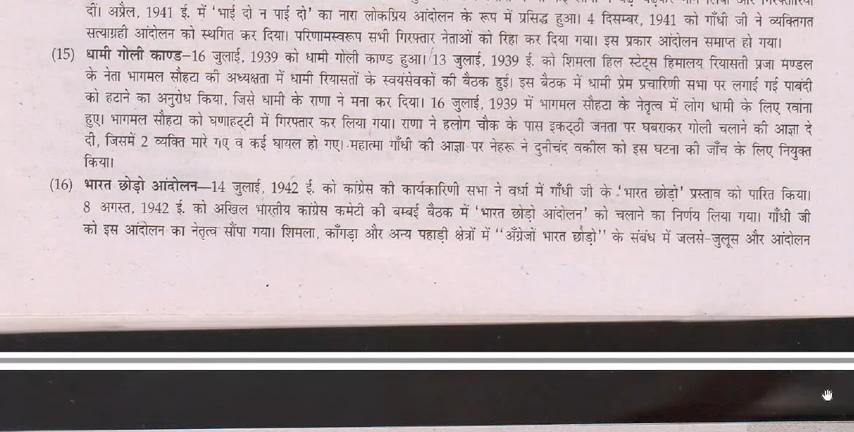 दी। अप्रैल, 1941 ई. में 'भाई दो न पाई दो' का नारा लोकप्रिय आंदोलन के रूप में प्रसिद्ध हुआ। 4 दिसम्बर, 1941 को गाँधी जी ने व्यक्तिगत
सत्याग्रही आंदोलन को स्थगित कर दिया। परिणामस्वरूप सभी गिरफ्तार नेताओं को रिहा कर दिया गया। इस प्रकार आंदोलन समाप्त हो गया।
(15) धामी गोली काण्ड–16 जुलाई, 1939 को धामी गोली काण्ड हुआ। 13 जुलाई, 1939 ई. को शिमला हिल स्टेट्स हिमालय रियासती प्रजा मण्डल
के नेता भागमल सौहटा की अध्यक्षता में धामी रियासतों के स्वयंसेवकों की बैठक हुई। इस बैठक में धामी प्रेम प्रचारिणी सभा पर लगाई गई पाबंदी
को हटाने का अनुरोध किया, जिसे धामी के राणा ने मना कर दिया। 16 जुलाई, 1939 में भागमल सौहटा के नेतृत्व में लोग धामी के लिए रवाना
हुए। भागमल सौहटा को घणाहट्टी में गिरफ्तार कर लिया गया। राणा ने हलोग चौक के पास इकट्ठी जनता पर घबराकर गोली चलाने की आज्ञा दे
दी, जिसमें 2 व्यक्ति मारे गए व कई घायल हो गए। महात्मा गाँधी की आज्ञा पर नेहरू ने दुनीचंद वकील को इस घटना की जाँच के लिए नियुक्त
किया।
(16) भारत छोड़ो आंदोलन–14 जुलाई, 1942 ई. को कांग्रेस की कार्यकारिणी सभा ने वर्धा में गाँधी जी के 'भारत छोड़ो' प्रस्ताव को पारित किया।
8 अगस्त, 1942 ई. को अखिल भारतीय कांग्रेस कमेटी की बम्बई बैठक में 'भारत छोड़ो आंदोलन' को चलाने का निर्णय लिया गया। गाँधी जी
को इस आंदोलन का नेतृत्व सौंपा गया। शिमला, काँगड़ा और अन्य पहाड़ी क्षेत्रों में "अँग्रेजों भारत छोड़ो" के संबंध में जलसे-जुलूस और आंदोलन